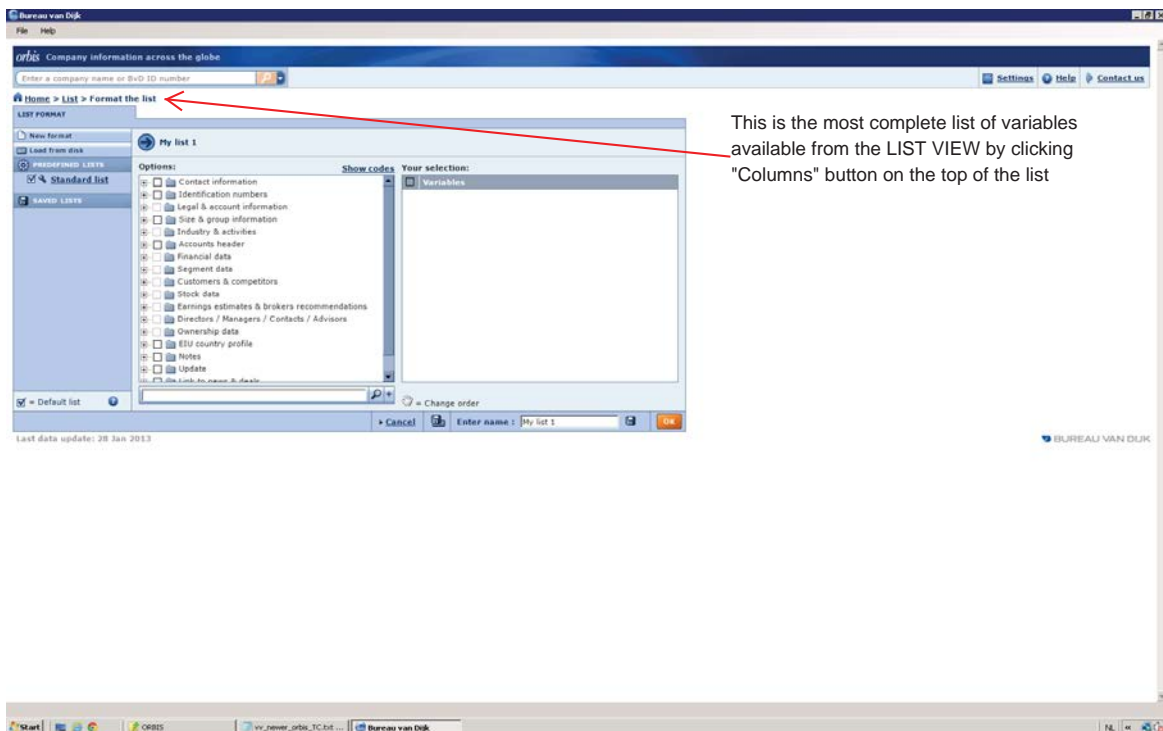 Bureau van Dijk
File Help
orbis Company information across the globe
Enter a company name or BvD ID number
Settings Help Contact us
Home > List > Format the list
LIST FORMAT
New format
Load from disk
PREDEFINED LISTS
Standard list
SAVED LISTS
My list 1
Options: Show codes Your selection:
Variables
Contact information
Identification numbers
Legal & account information
Size & group information
Industry & activities
Accounts header
Financial data
Segment data
Customers & competitors
Stock data
Earnings estimates & brokers recommendations
Directors / Managers / Contacts / Advisors
Ownership data
EIU country profile
Notes
Update
Link to news & deals
= Default list
= Change order
Cancel Enter name : My list 1 OK
Last data update: 28 Jan 2013
BUREAU VAN DIJK
This is the most complete list of variables
available from the LIST VIEW by clicking
"Columns" button on the top of the list
Start ORBIS vv_newer_orbis_TC.txt ... Bureau van Dijk NL